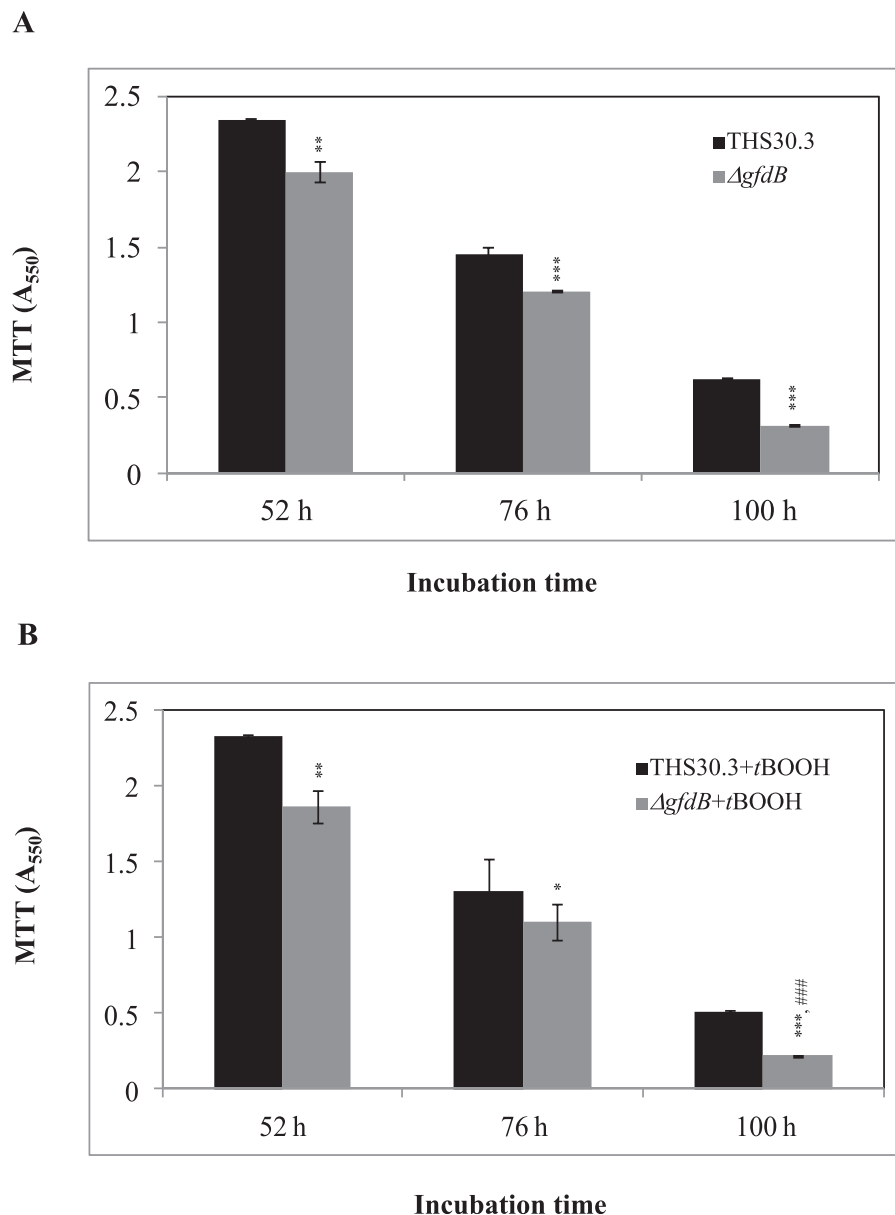 A
2.5
2
1.5
1
0.5
0
MTT (A550)
**
***
***
THS30.3
ΔgfdB
52 h
76 h
100 h
Incubation time
B
2.5
2
1.5
1
0.5
0
MTT (A550)
**
*
***, ###
THS30.3+tBOOH
ΔgfdB+tBOOH
52 h
76 h
100 h
Incubation time